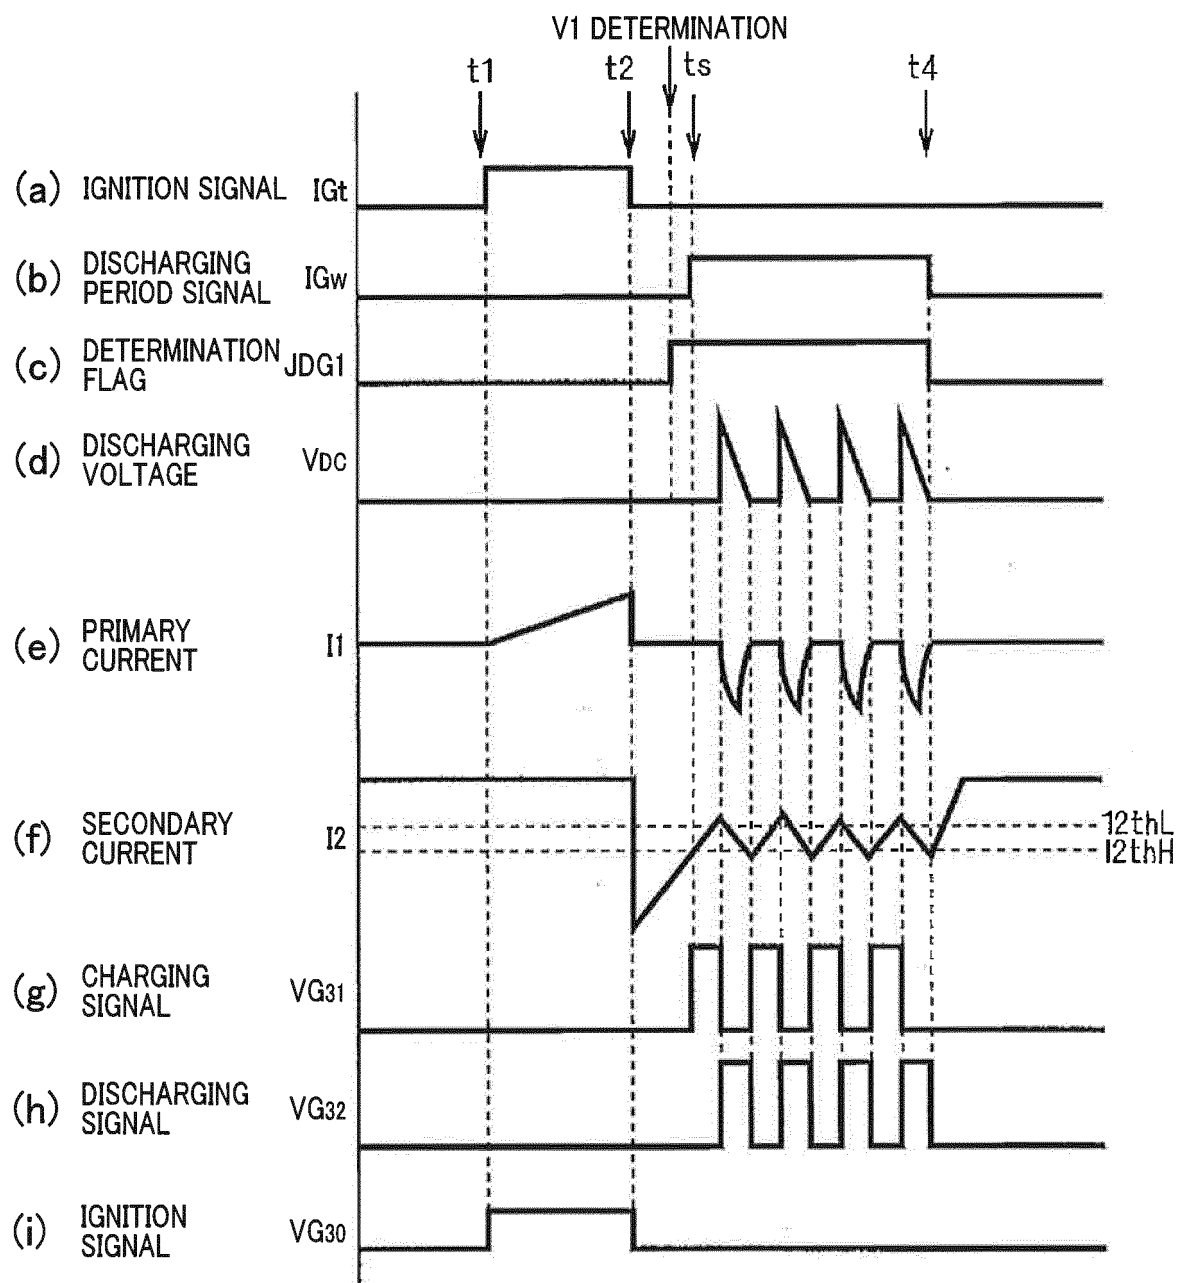 V1 DETERMINATION
t1
t2
ts
t4
(a) IGNITION SIGNAL IGt
(b) DISCHARGING PERIOD SIGNAL IGw
(c) DETERMINATION FLAG JDG1
(d) DISCHARGING VOLTAGE VDC
(e) PRIMARY CURRENT I1
(f) SECONDARY CURRENT I2
I2thL
I2thH
(g) CHARGING SIGNAL VG31
(h) DISCHARGING SIGNAL VG32
(i) IGNITION SIGNAL VG30